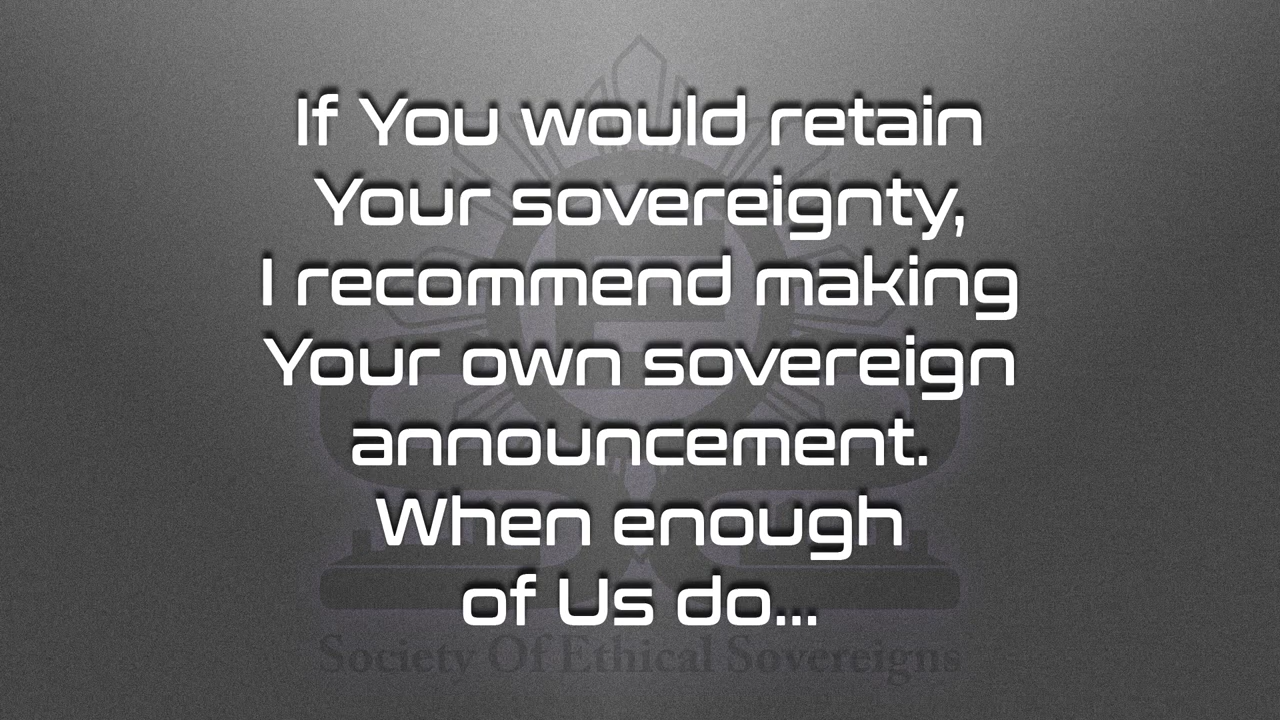 If You would retain
Your sovereignty,
I recommend making
Your own sovereign
announcement.
When enough
of Us do...
Society Of Ethical Sovereigns